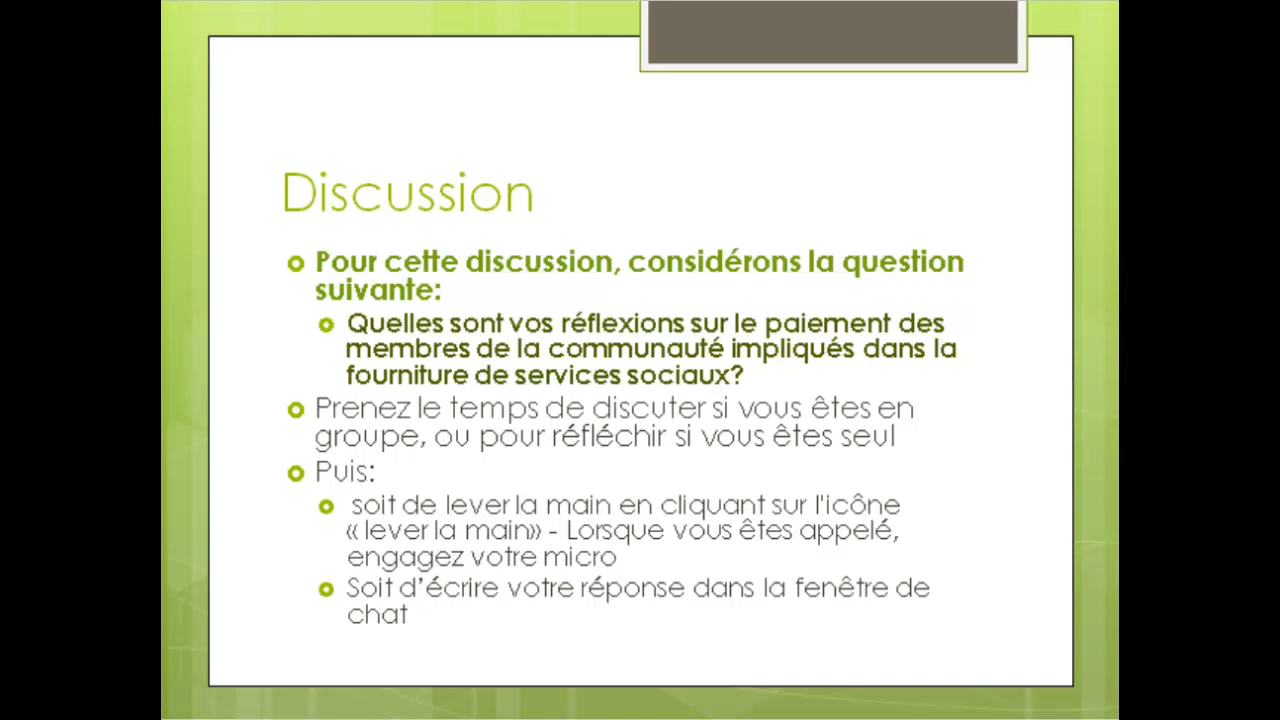 Discussion
Pour cette discussion, considérons la question
suivante:
Quelles sont vos réflexions sur le paiement des
membres de la communauté impliqués dans la
fourniture de services sociaux?
Prenez le temps de discuter si vous êtes en
groupe, ou pour réfléchir si vous êtes seul
Puis:
soit de lever la main en cliquant sur l'icône
« lever la main» - Lorsque vous êtes appelé,
engagez votre micro
Soit d’écrire votre réponse dans la fenêtre de
chat